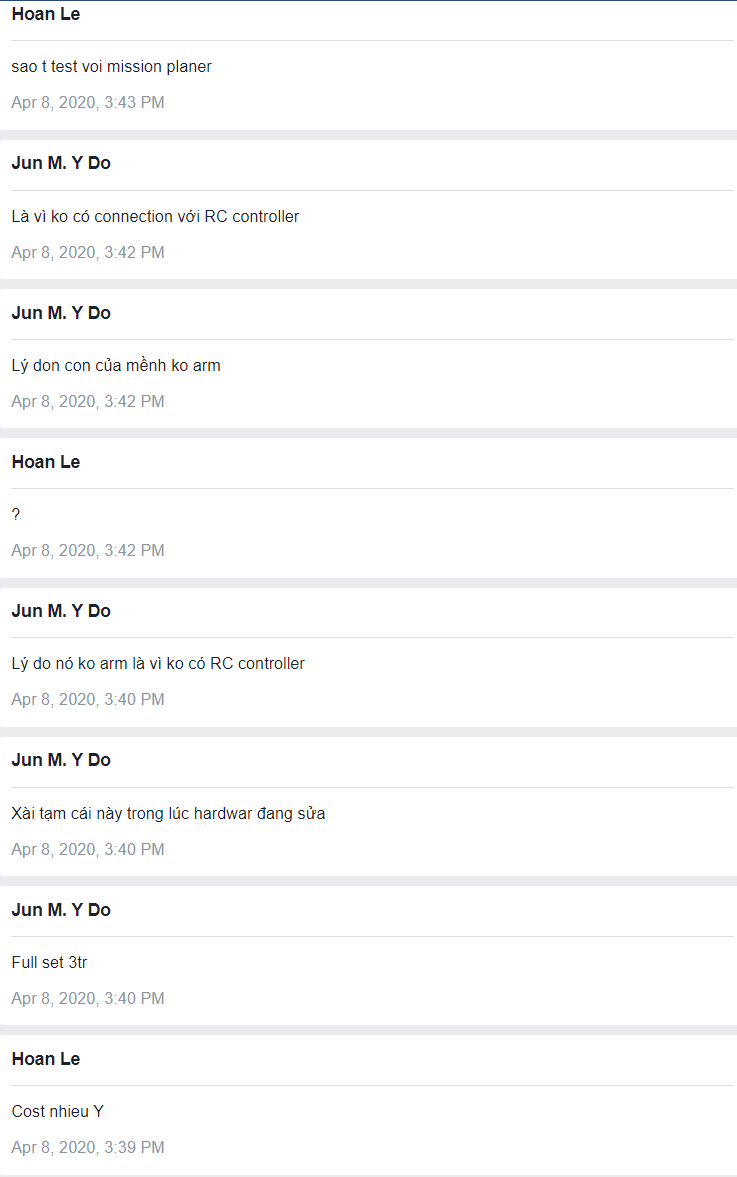 Hoan Le
sao t test voi mission planer
Apr 8, 2020, 3:43 PM
Jun M. Y Do
Là vì ko có connection với RC controller
Apr 8, 2020, 3:42 PM
Jun M. Y Do
Lý don con của mềnh ko arm
Apr 8, 2020, 3:42 PM
Hoan Le
?
Apr 8, 2020, 3:42 PM
Jun M. Y Do
Lý do nó ko arm là vì ko có RC controller
Apr 8, 2020, 3:40 PM
Jun M. Y Do
Xài tạm cái này trong lúc hardwar đang sửa
Apr 8, 2020, 3:40 PM
Jun M. Y Do
Full set 3tr
Apr 8, 2020, 3:40 PM
Hoan Le
Cost nhieu Y
Apr 8, 2020, 3:39 PM